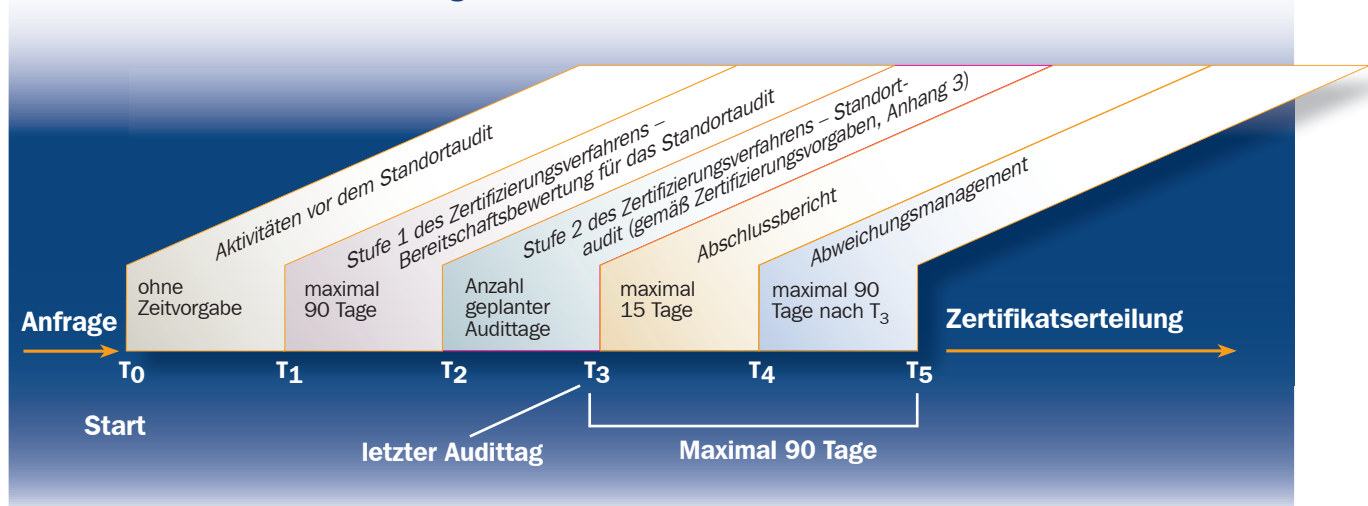 Aktivitäten vor dem Standortaudit
Stufe 1 des Zertifizierungsverfahrens –
Bereitschaftsbewertung für das Standortaudit
Stufe 2 des Zertifizierungsverfahrens – Standort-
audit (gemäß Zertifizierungsvorgaben, Anhang 3)
Abschlussbericht
Abweichungsmanagement
Anfrage
ohne
Zeitvorgabe
maximal
90 Tage
Anzahl
geplanter
Audittage
maximal
15 Tage
maximal 90
Tage nach T3
Zertifikatserteilung
T0
T1
T2
T3
T4
T5
Start
letzter Audittag
Maximal 90 Tage